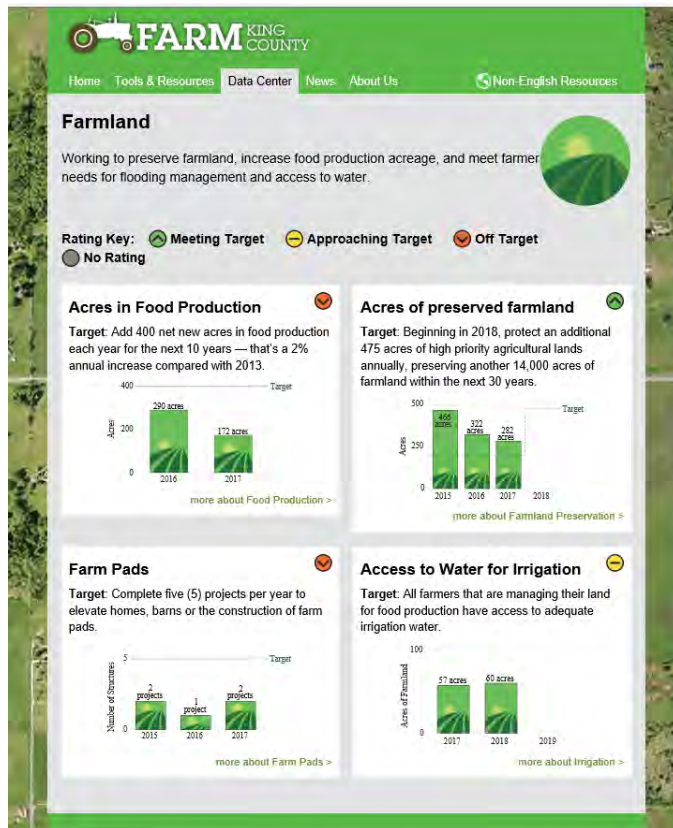 FARM KING COUNTY
Home Tools & Resources Data Center News About Us Non-English Resources
Farmland
Working to preserve farmland, increase food production acreage, and meet farmer
needs for flooding management and access to water.
Rating Key: Meeting Target Approaching Target Off Target
No Rating
Acres in Food Production
Target: Add 400 net new acres in food production
each year for the next 10 years — that's a 2%
annual increase compared with 2013.
400 Target
290 acres
Acres
200
172 acres
0
2016 2017
more about Food Production >
Acres of preserved farmland
Target: Beginning in 2018, protect an additional
475 acres of high priority agricultural lands
annually, preserving another 14,000 acres of
farmland within the next 30 years.
500 Target
466
acres
322
acres
282
acres
Acres
250
0
2015 2016 2017 2018
more about Farmland Preservation >
Farm Pads
Target: Complete five (5) projects per year to
elevate homes, barns or the construction of farm
pads.
5 Target
Number of Structures
2
projects
1
project
2
projects
0
2015 2016 2017
more about Farm Pads >
Access to Water for Irrigation
Target: All farmers that are managing their land
for food production have access to adequate
irrigation water.
100
Acres of Farmland
57 acres 60 acres
0
2017 2018 2019
more about Irrigation >